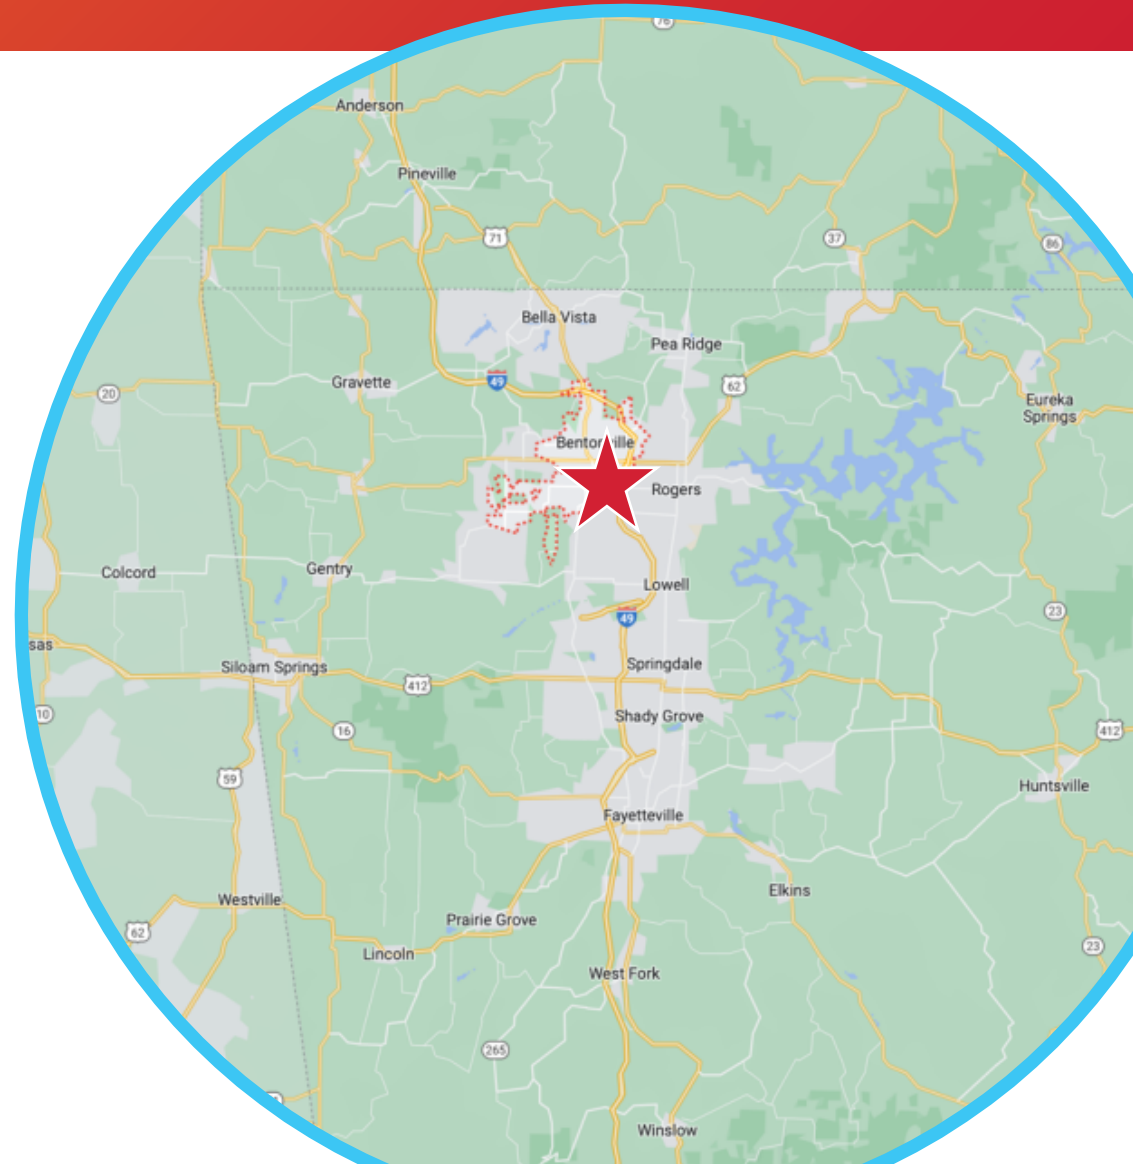 76
Anderson
Pineville
71
37
86
Bella Vista
Pea Ridge
Gravette
49
62
20
Eureka
Springs
Bentonville
Rogers
Colcord
Gentry
Lowell
23
49
sas
Siloam Springs
Springdale
412
10
16
Shady Grove
412
59
Huntsville
Fayetteville
Elkins
Westville
Prairie Grove
62
Lincoln
23
West Fork
265
Winslow